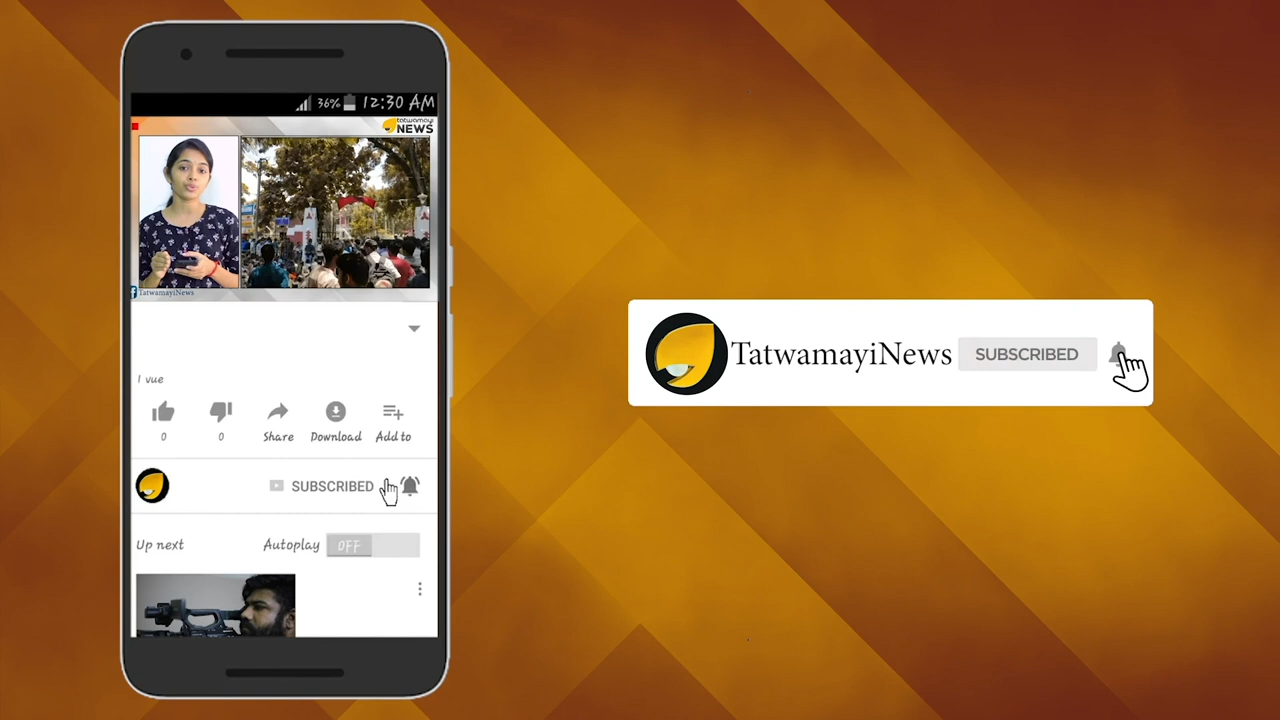 36% 12:30 AM
tatwamayi
NEWS
f TatwamayiNews
1 vue
0
0
Share
Download
Add to
SUBSCRIBED
Up next
Autoplay
OFF
TatwamayiNews
SUBSCRIBED